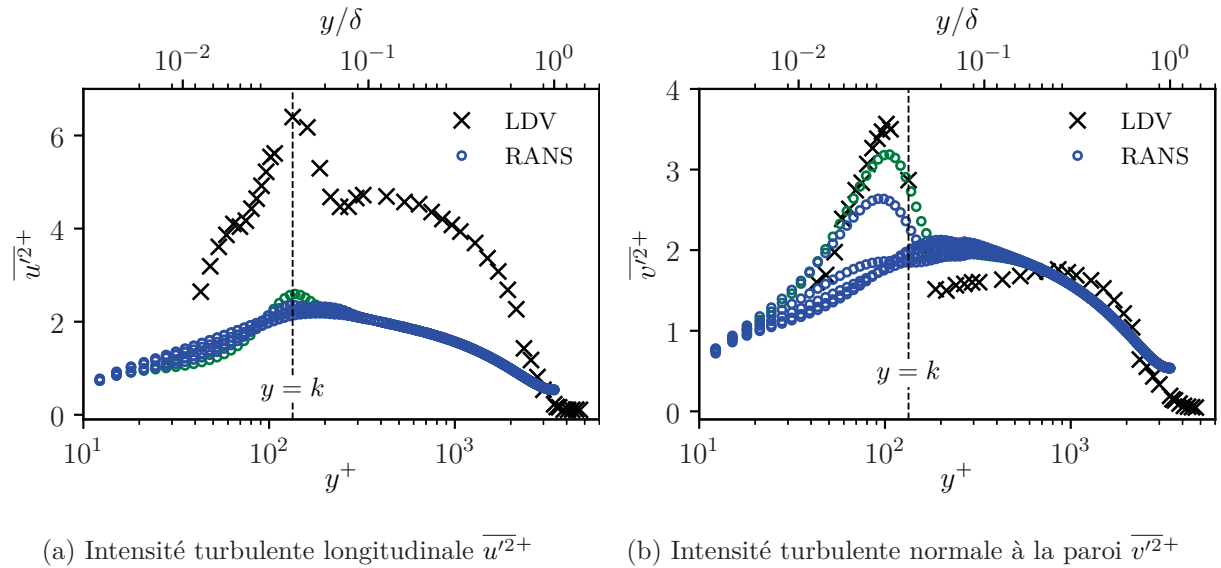 y/δ
10⁻² 10⁻¹ 10⁰
6
4
2
0
u′²⁺
LDV
RANS
y = k
10¹ 10² 10³
y⁺
(a) Intensité turbulente longitudinale u′²⁺
y/δ
10⁻² 10⁻¹ 10⁰
4
3
2
1
0
v′²⁺
LDV
RANS
y = k
10¹ 10² 10³
y⁺
(b) Intensité turbulente normale à la paroi v′²⁺